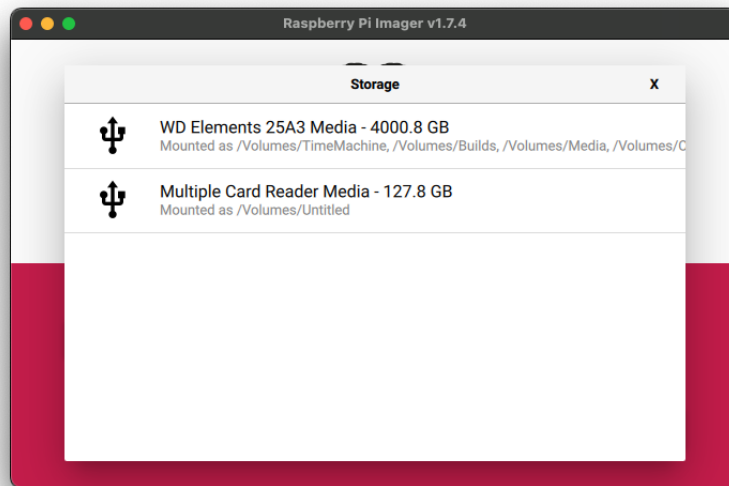 Raspberry Pi Imager v1.7.4
Storage
X
WD Elements 25A3 Media - 4000.8 GB
Mounted as /Volumes/TimeMachine, /Volumes/Builds, /Volumes/Media, /Volumes/C
Multiple Card Reader Media - 127.8 GB
Mounted as /Volumes/Untitled